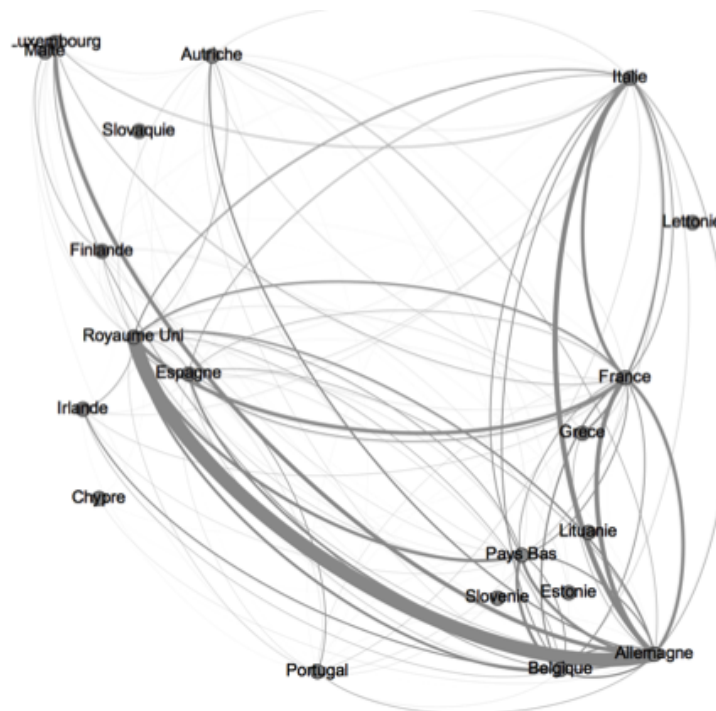 Luxembourg
Malte
Autriche
Italie
Slovaquie
Lettonie
Finlande
Royaume Uni
Espagne
France
Irlande
Grece
Chypre
Lituanie
Pays Bas
Slovenie
Estonie
Allemagne
Belgique
Portugal